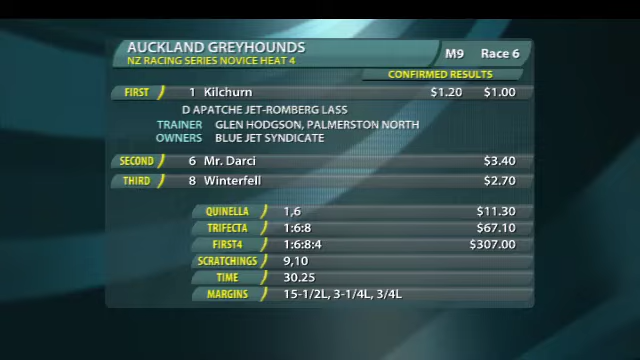 AUCKLAND GREYHOUNDS M9 Race 6
NZ RACING SERIES NOVICE HEAT 4
CONFIRMED RESULTS
FIRST 1 Kilchurn $1.20 $1.00
D APATCHE JET-ROMBERG LASS
TRAINER GLEN HODGSON, PALMERSTON NORTH
OWNERS BLUE JET SYNDICATE
SECOND 6 Mr. Darci $3.40
THIRD 8 Winterfell $2.70
QUINELLA 1,6 $11.30
TRIFECTA 1:6:8 $67.10
FIRST4 1:6:8:4 $307.00
SCRATCHINGS 9,10
TIME 30.25
MARGINS 15-1/2L, 3-1/4L, 3/4L